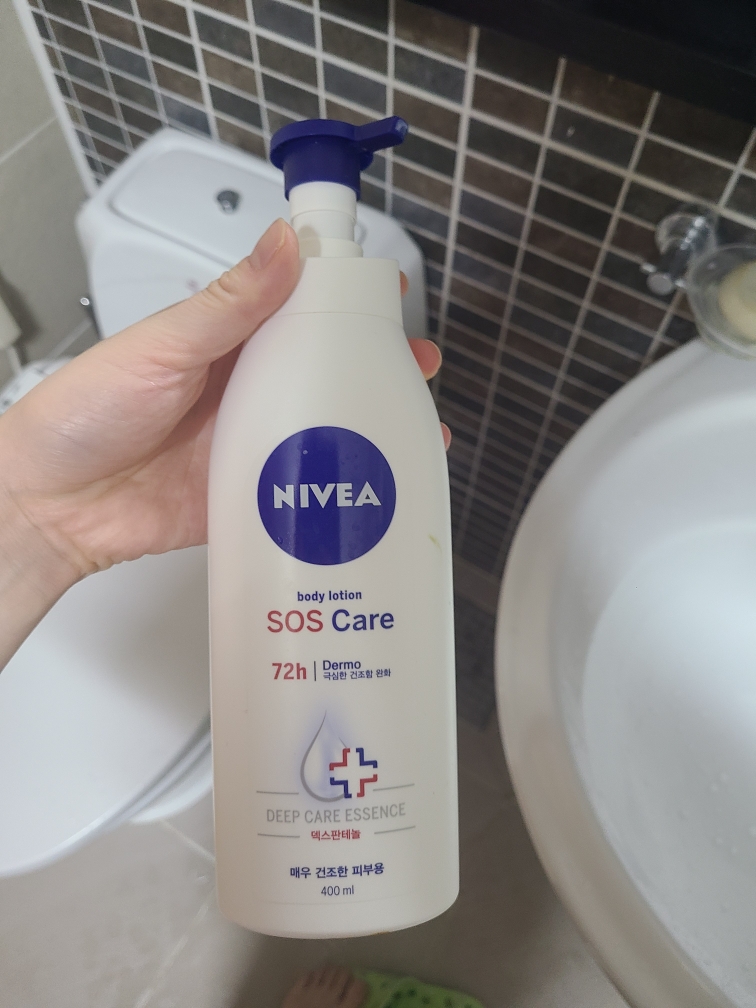 NIVEA
body lotion
SOS Care
72h | Dermo
극심한 건조함 완화
DEEP CARE ESSENCE
덱스판테놀
매우 건조한 피부용
400 ml